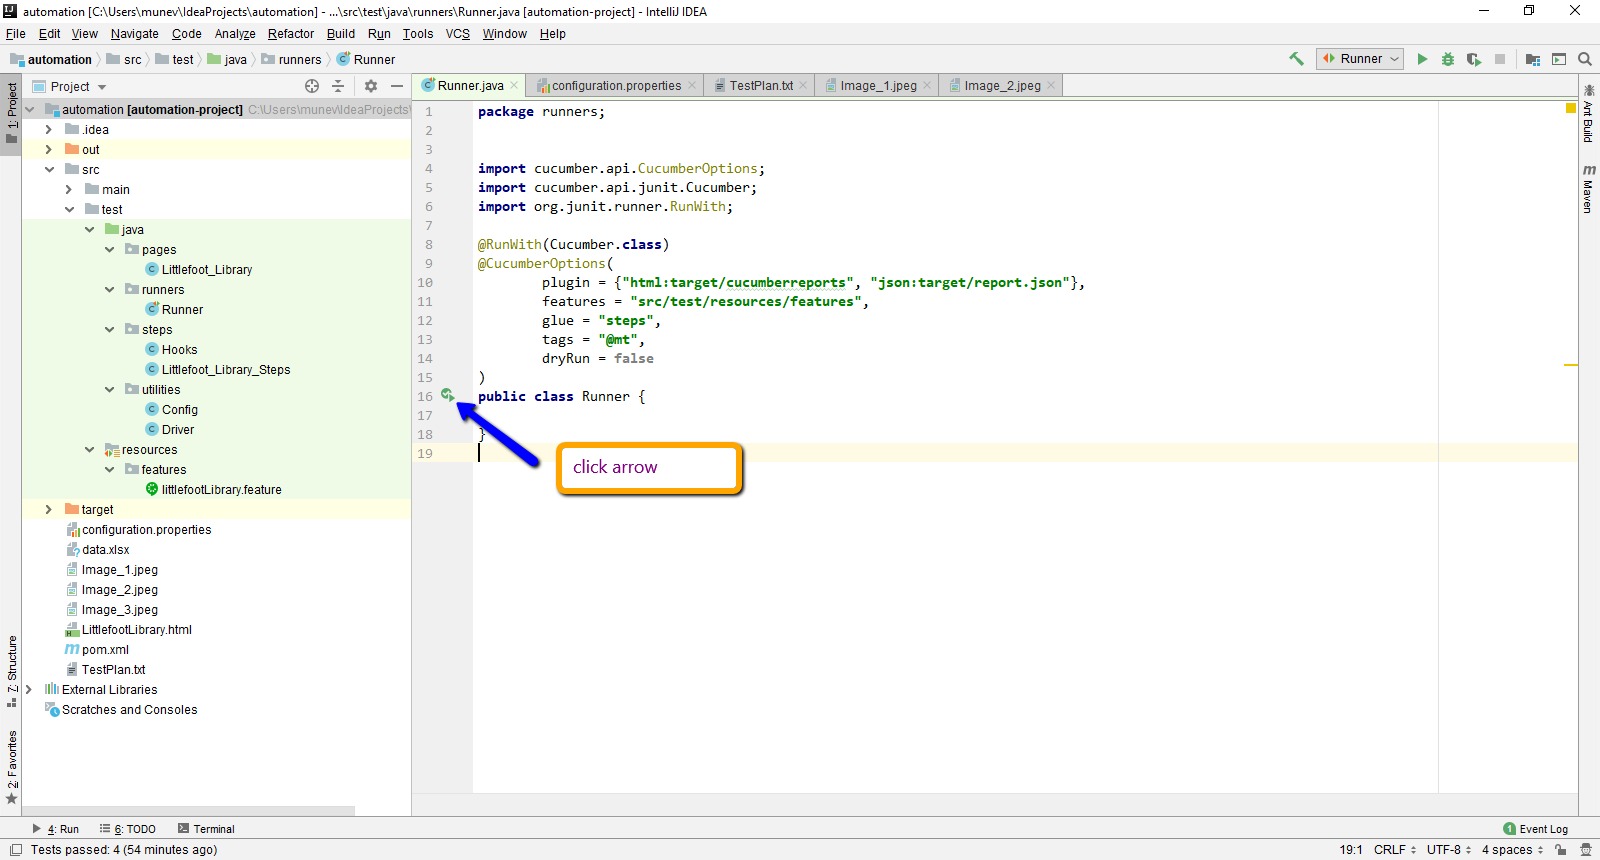 automation [C:\Users\munev\IdeaProjects\automation] - ...\src\test\java\runners\Runner.java [automation-project] - IntelliJ IDEA
File Edit View Navigate Code Analyze Refactor Build Run Tools VCS Window Help
automation src test java runners Runner
Runner
Project
Runner.java configuration.properties TestPlan.txt Image_1.jpeg Image_2.jpeg
1: Project
7: Structure
2: Favorites
automation [automation-project] C:\Users\munev\IdeaProjects\
.idea
out
src
main
test
java
pages
Littlefoot_Library
runners
Runner
steps
Hooks
Littlefoot_Library_Steps
utilities
Config
Driver
resources
features
littlefootLibrary.feature
target
configuration.properties
data.xlsx
Image_1.jpeg
Image_2.jpeg
Image_3.jpeg
LittlefootLibrary.html
pom.xml
TestPlan.txt
External Libraries
Scratches and Consoles
1 package runners;
2
3
4 import cucumber.api.CucumberOptions;
5 import cucumber.api.junit.Cucumber;
6 import org.junit.runner.RunWith;
7
8 @RunWith(Cucumber.class)
9 @CucumberOptions(
10 plugin = {"html:target/cucumberreports", "json:target/report.json"},
11 features = "src/test/resources/features",
12 glue = "steps",
13 tags = "@mt",
14 dryRun = false
15 )
16 public class Runner {
17
18 }
19
click arrow
Ant Build
m Maven
4: Run 6: TODO Terminal
1 Event Log
Tests passed: 4 (54 minutes ago)
19:1 CRLF UTF-8 4 spaces